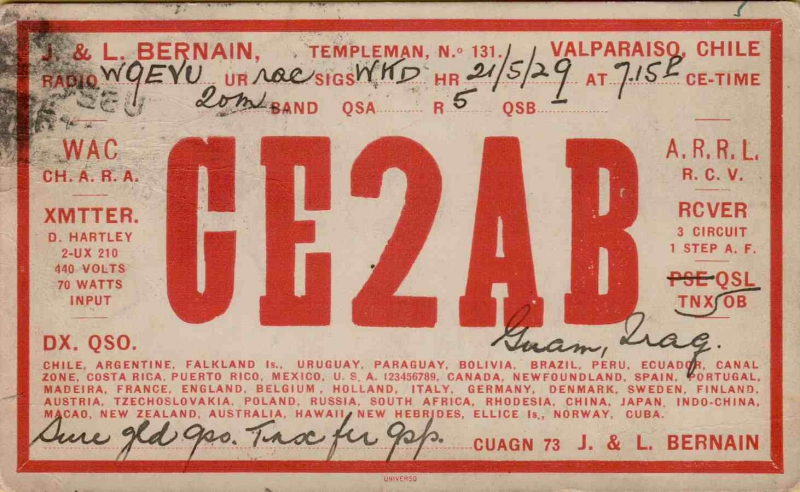 J. & L. BERNAIN, TEMPLEMAN, N.º 131. VALPARAISO, CHILE
RADIO W9EVU UR rac SIGS WKD HR 21/5/29 AT 7.15P CE-TIME
20m BAND QSA R 5 QSB
WAC
CH. A. R. A.
XMTTER.
D. HARTLEY
2-UX 210
440 VOLTS
70 WATTS
INPUT
CE2AB
A. R. R. L.
R. C. V.
RCVER
3 CIRCUIT
1 STEP A. F.
PSE QSL
TNX OB
Guam, Iraq.
DX. QSO.
CHILE, ARGENTINE, FALKLAND Is., URUGUAY, PARAGUAY, BOLIVIA. BRAZIL, PERU, ECUADOR, CANAL
ZONE, COSTA RICA, PUERTO RICO, MEXICO, U. S. A. 123456789, CANADA, NEWFOUNDLAND, SPAIN, PORTUGAL,
MADEIRA, FRANCE, ENGLAND, BELGIUM, HOLLAND, ITALY, GERMANY, DENMARK, SWEDEN, FINLAND,
AUSTRIA, TZECHOSLOVAKIA, POLAND, RUSSIA, SOUTH AFRICA, RHODESIA, CHINA, JAPAN, INDO-CHINA,
MACAO, NEW ZEALAND, AUSTRALIA, HAWAII, NEW HEBRIDES, ELLICE Is., NORWAY, CUBA.
Sure gld qso. Tnx fer qsp. CUAGN 73 J. & L. BERNAIN
UNIVERSO